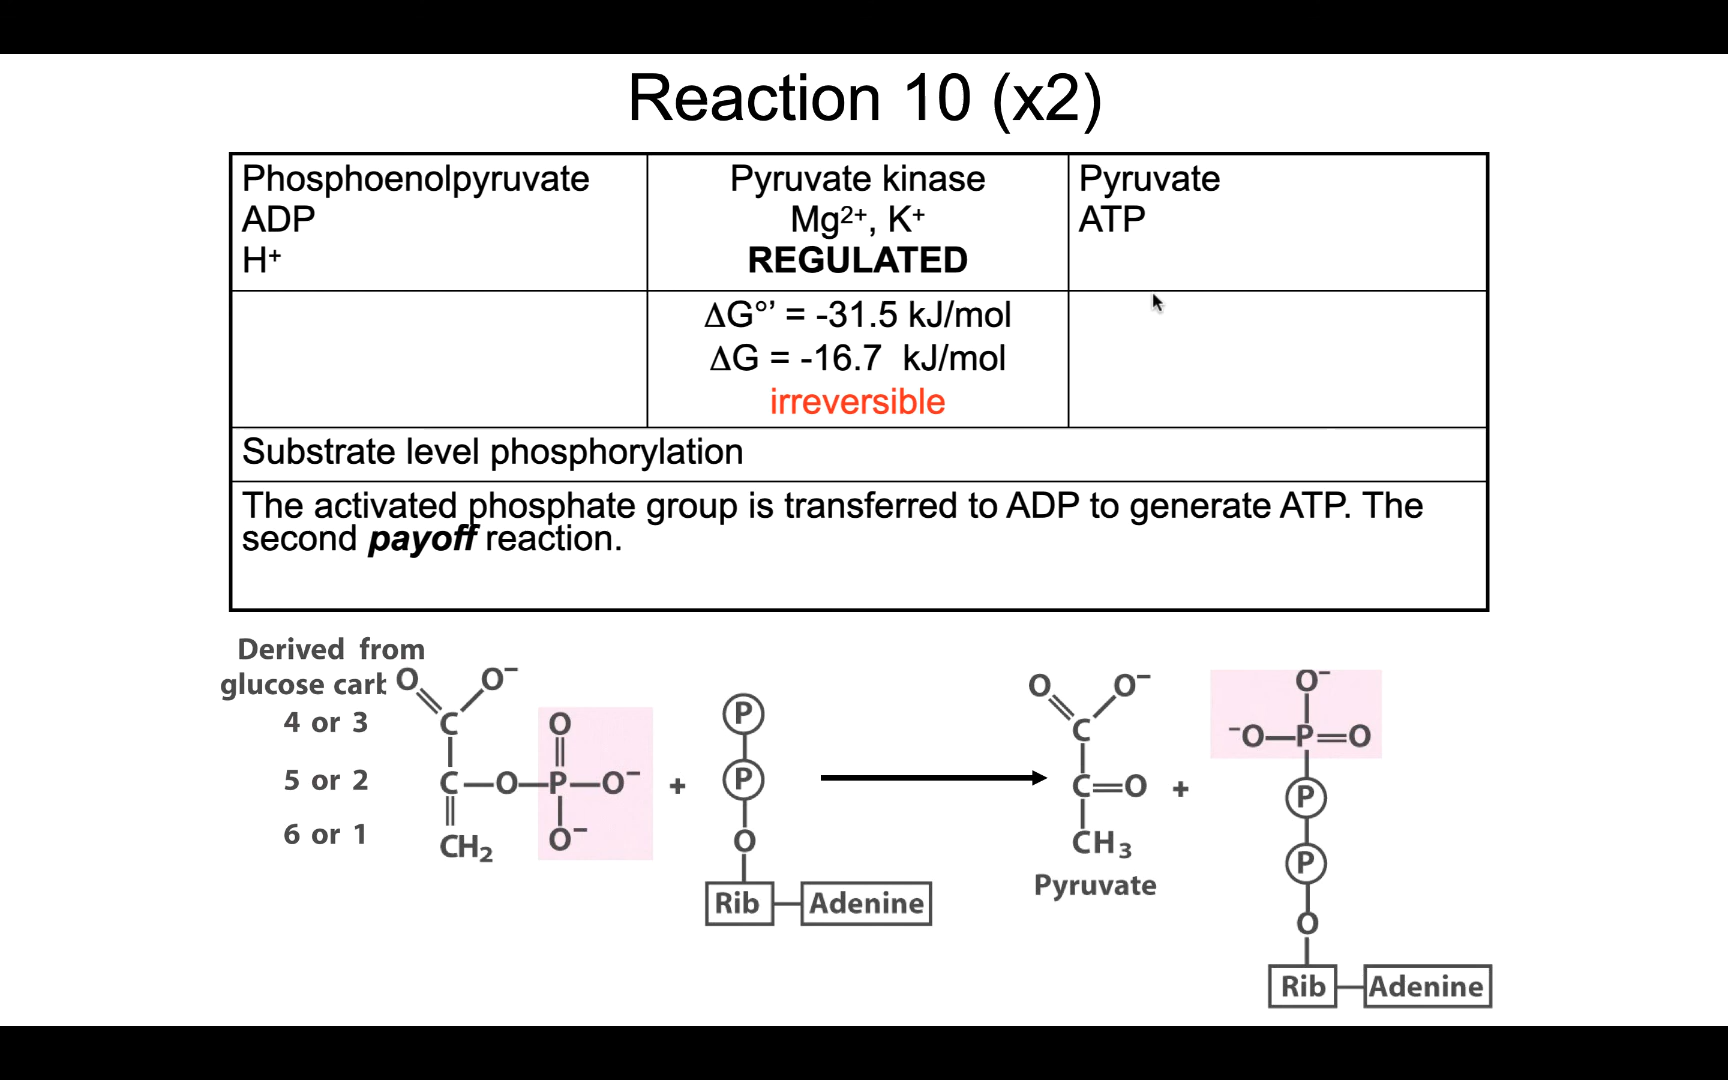 Reaction 10 (x2)
Phosphoenolpyruvate
ADP
H+
Pyruvate kinase
Mg2+, K+
REGULATED
Pyruvate
ATP
ΔG°’ = -31.5 kJ/mol
ΔG = -16.7 kJ/mol
irreversible
Substrate level phosphorylation
The activated phosphate group is transferred to ADP to generate ATP. The
second payoff reaction.
Derived from
glucose
4 or 3
5 or 2
6 or 1
O O−
C
C—O—P—O−
O
O−
CH2
+
P
P
O
Rib Adenine
O O−
C
C=O
CH3
Pyruvate
+
O−
−O—P=O
P
P
O
Rib Adenine